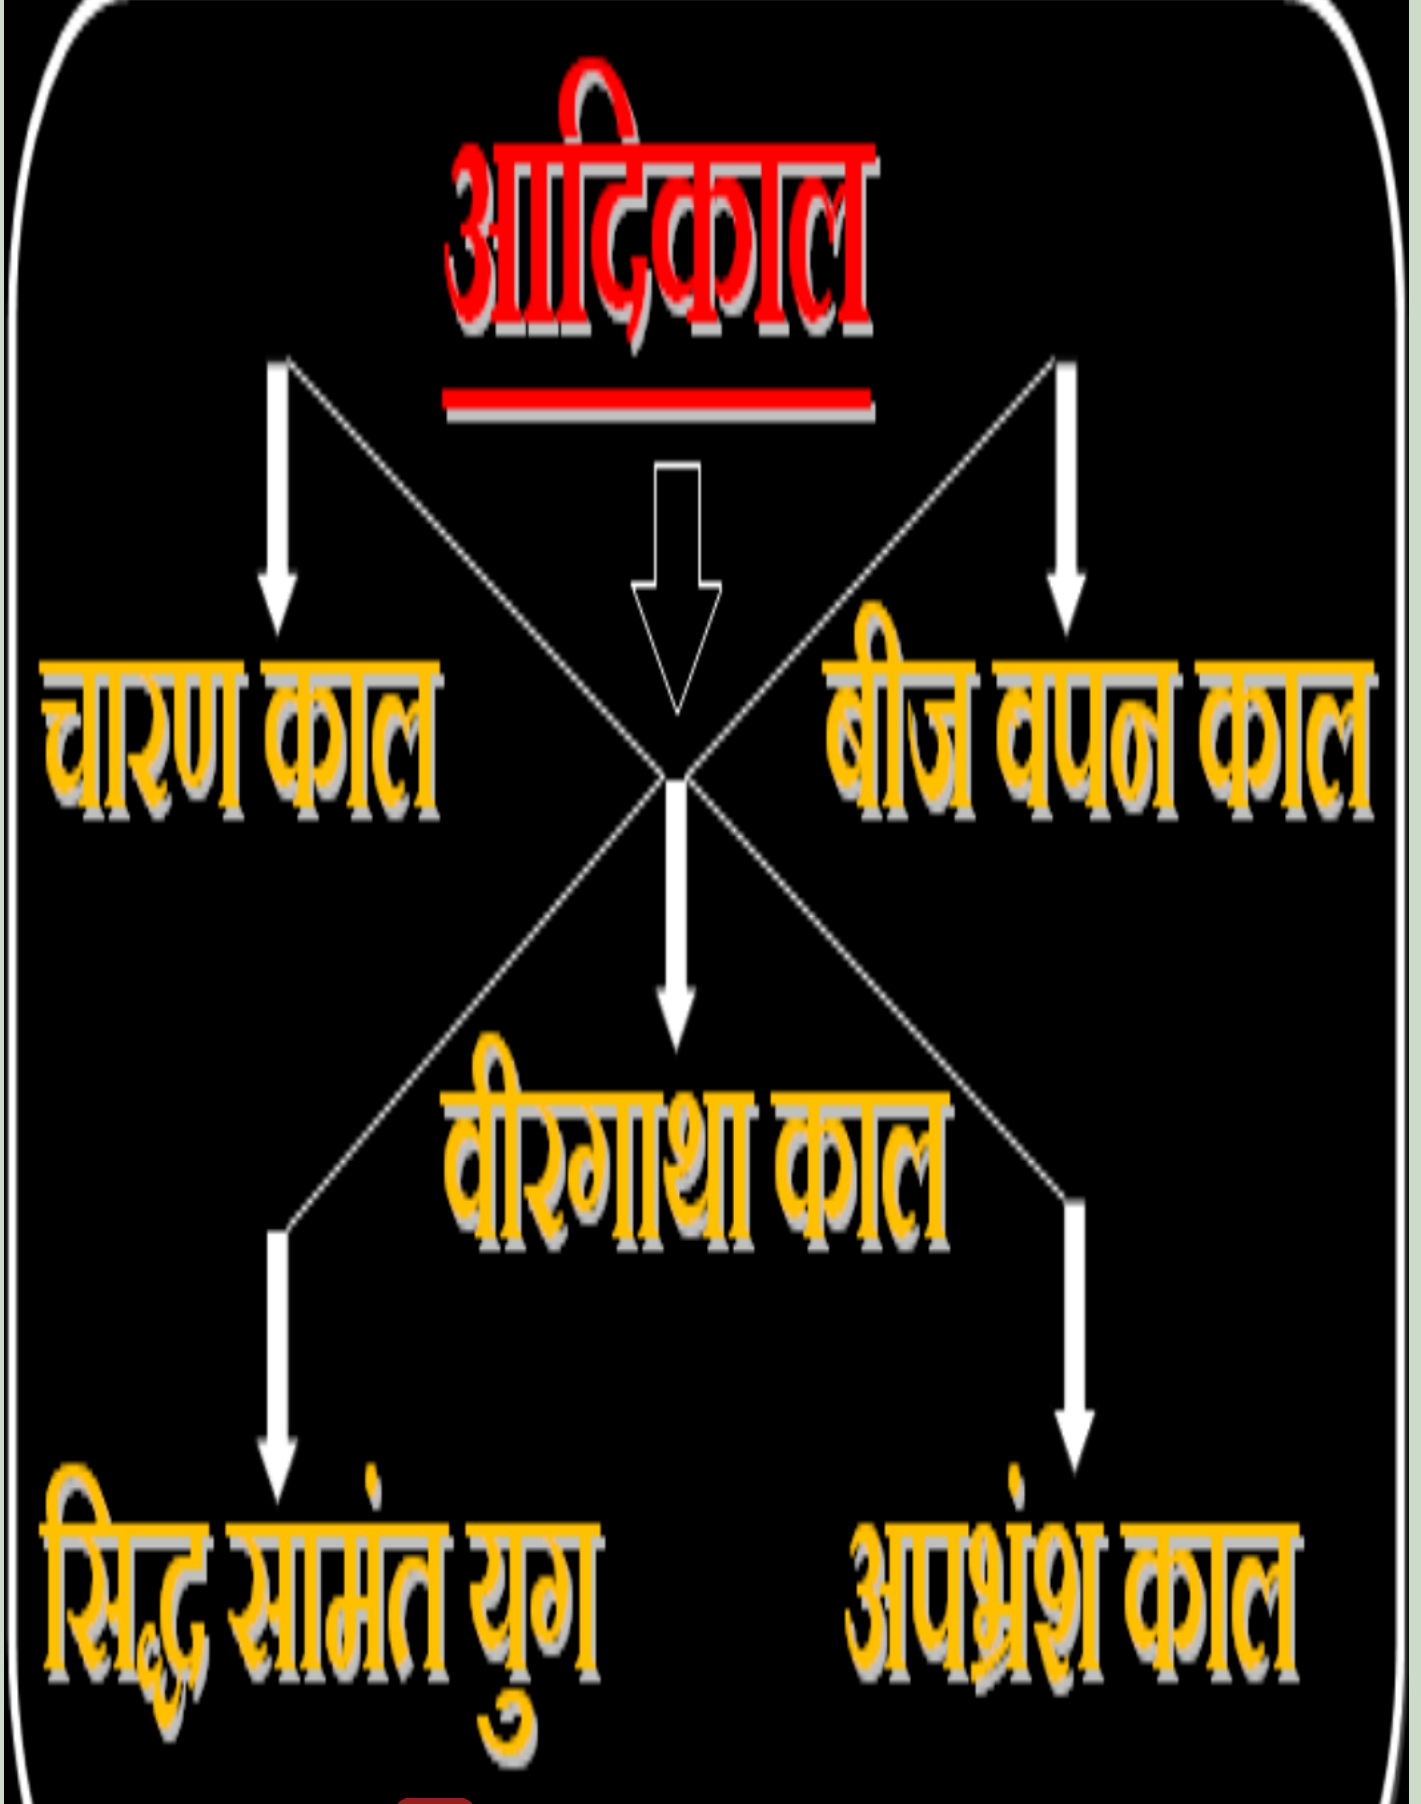 आदिकाल
चारण काल
बीज वपन काल
वीरगाथा काल
सिद्ध सामंत युग
अपभ्रंश काल